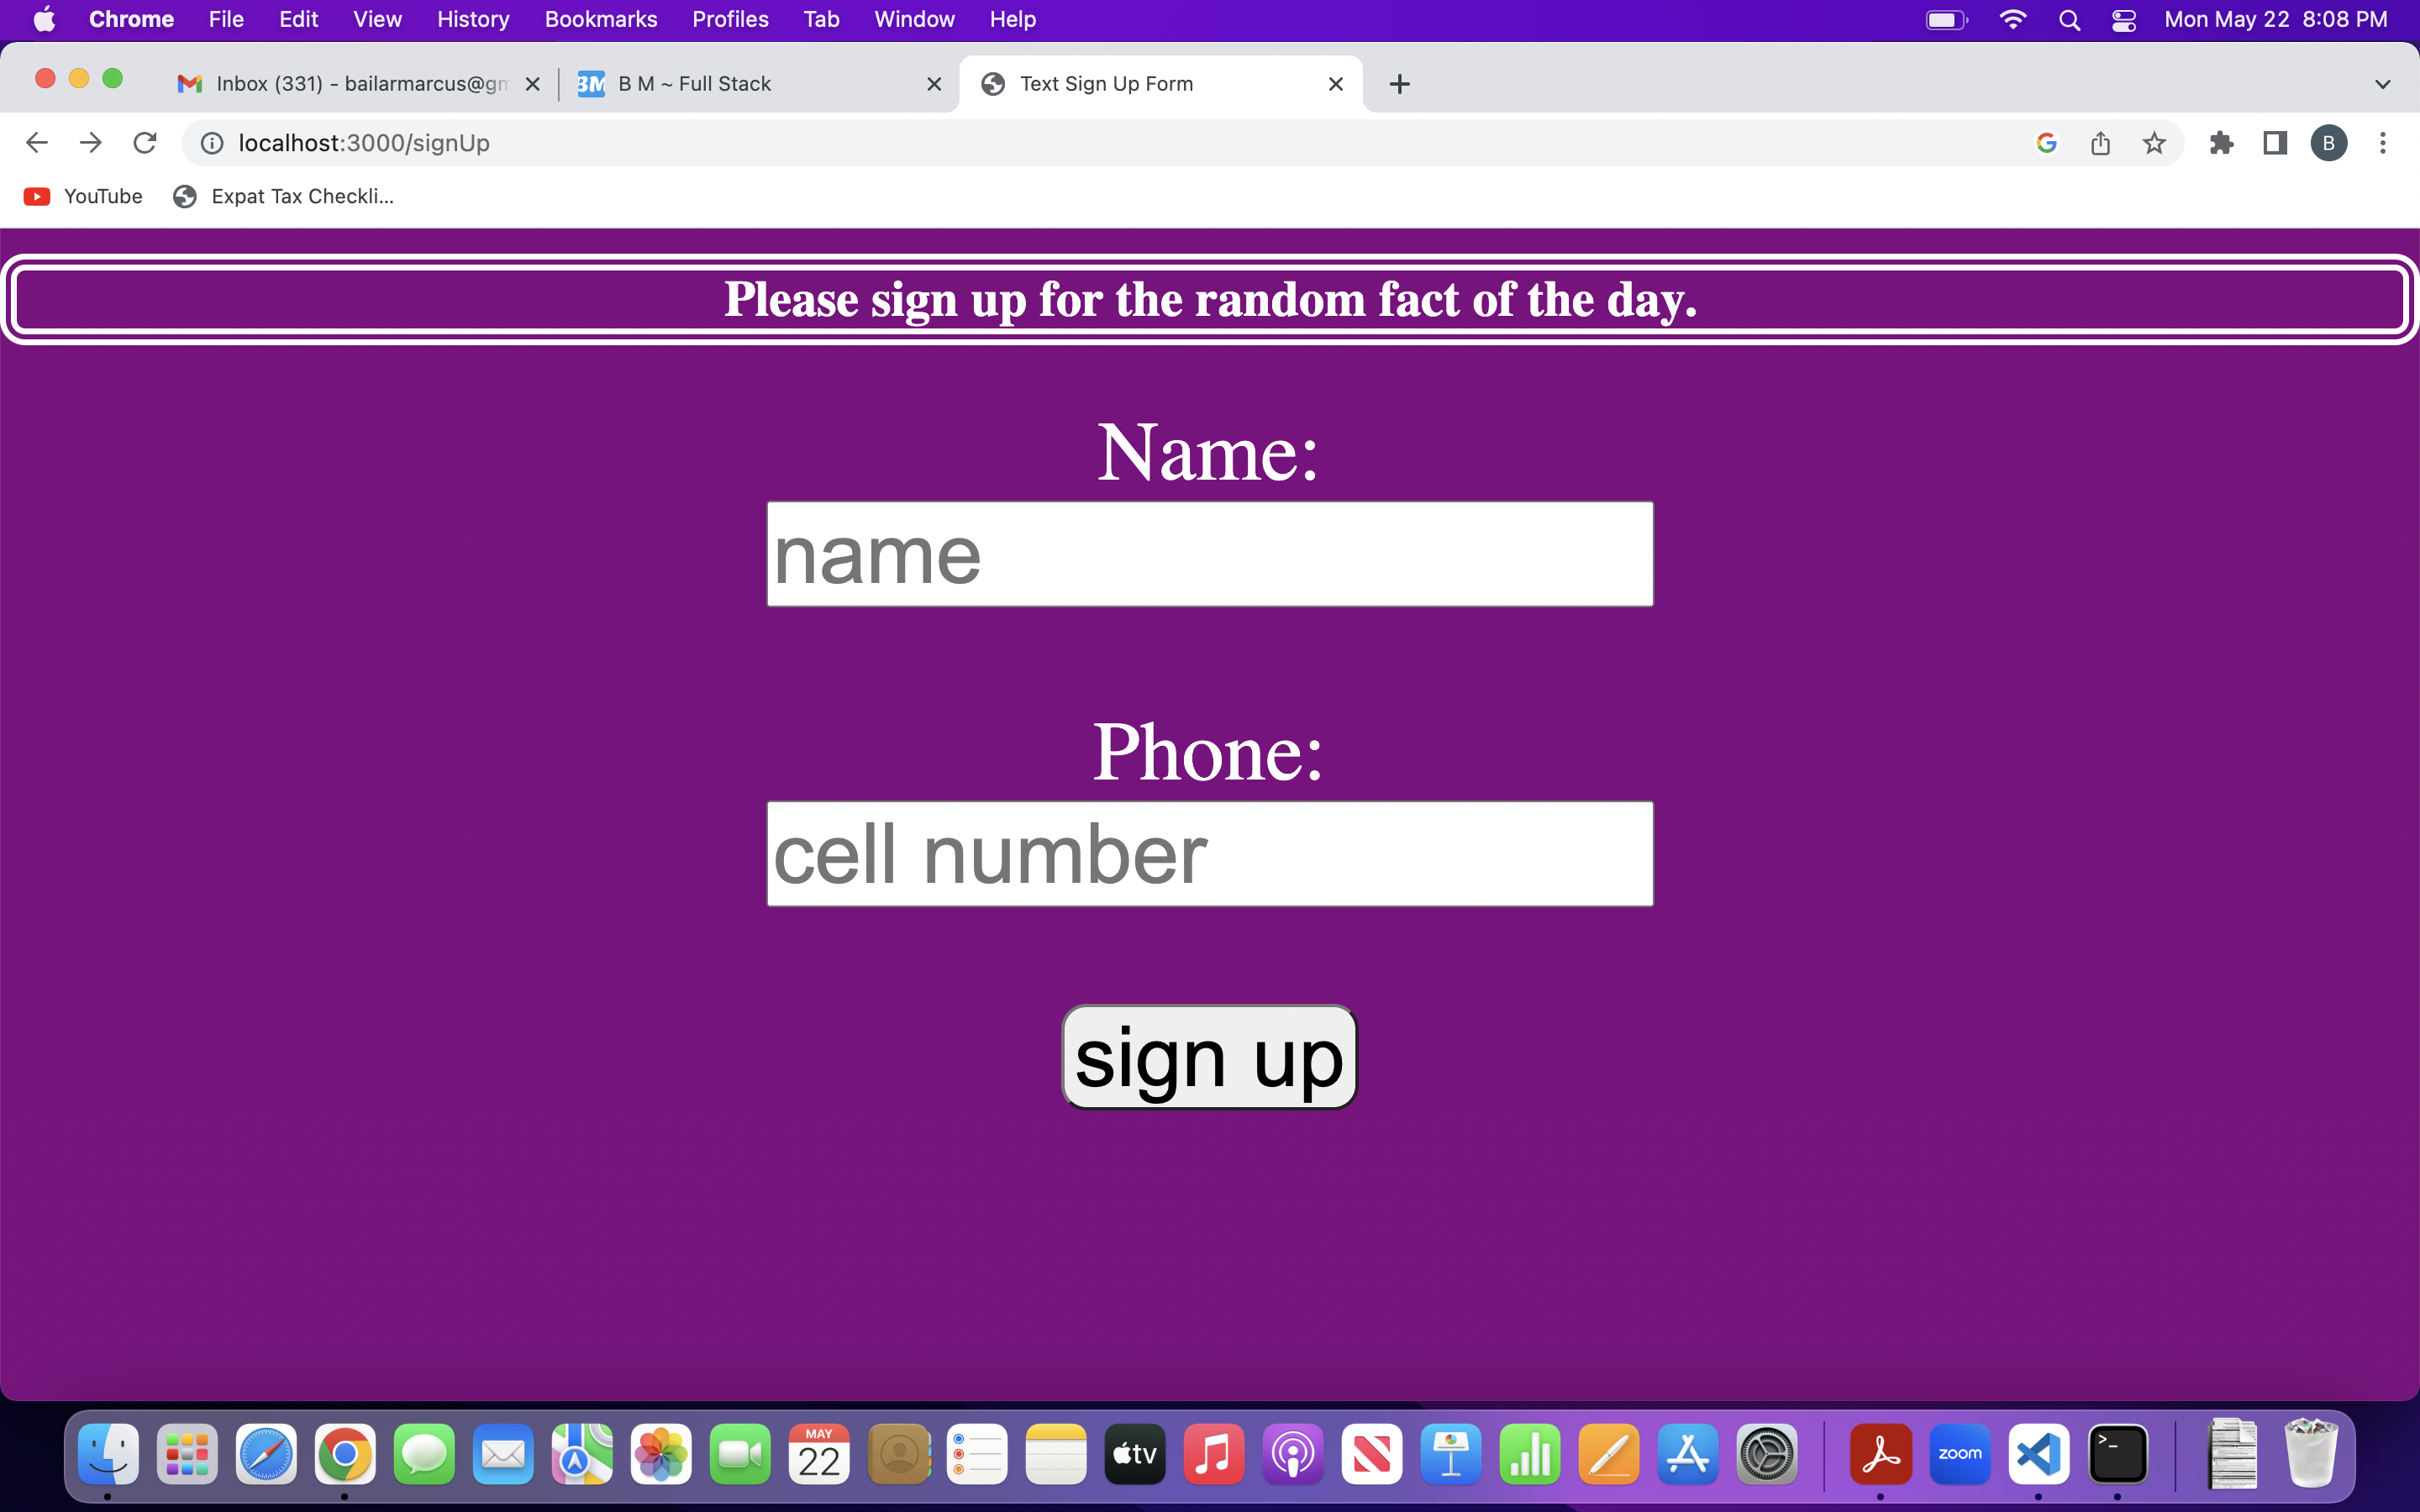 Chrome File Edit View History Bookmarks Profiles Tab Window Help Mon May 22 8:08 PM
Inbox (331) - bailarmarcus@gm BM B M ~ Full Stack Text Sign Up Form
localhost:3000/signUp B
YouTube Expat Tax Checkli...
Please sign up for the random fact of the day.
Name:
name
Phone:
cell number
sign up
MAY
22
tv
zoom
>_